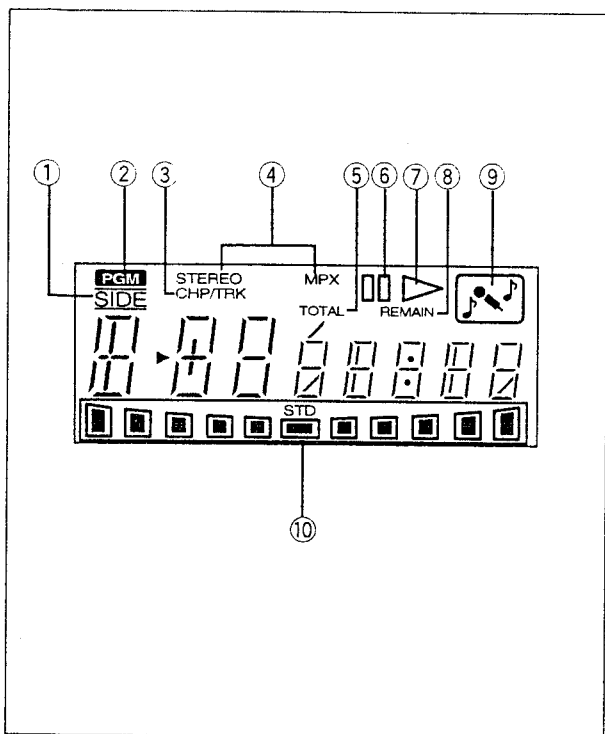 ① ② ③ ④ ⑤ ⑥ ⑦ ⑧ ⑨
PGM STEREO MPX
SIDE CHP/TRK
TOTAL REMAIN
STD
⑩